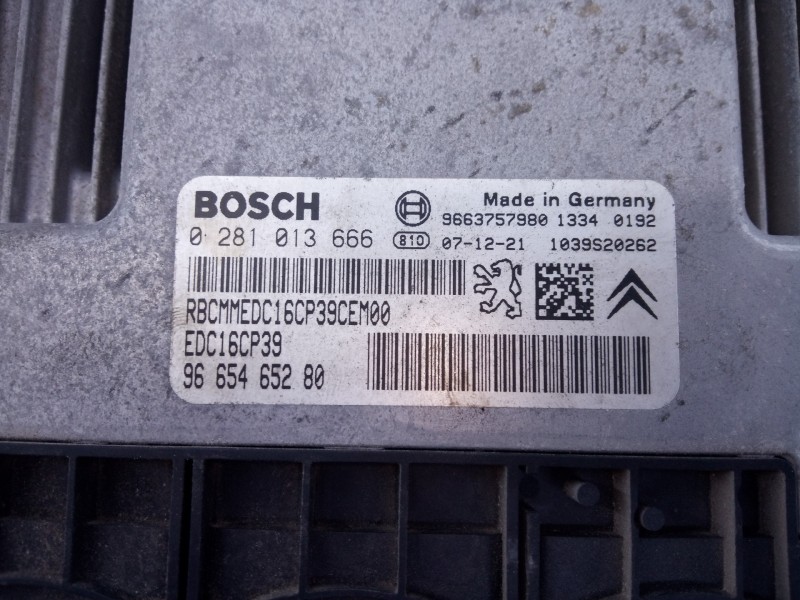 BOSCH
Made in Germany
9663757980 1334 0192
0 281 013 666 810 07-12-21 1039S20262
RBCMMEDC16CP39CEM00
EDC16CP39
96 654 652 80